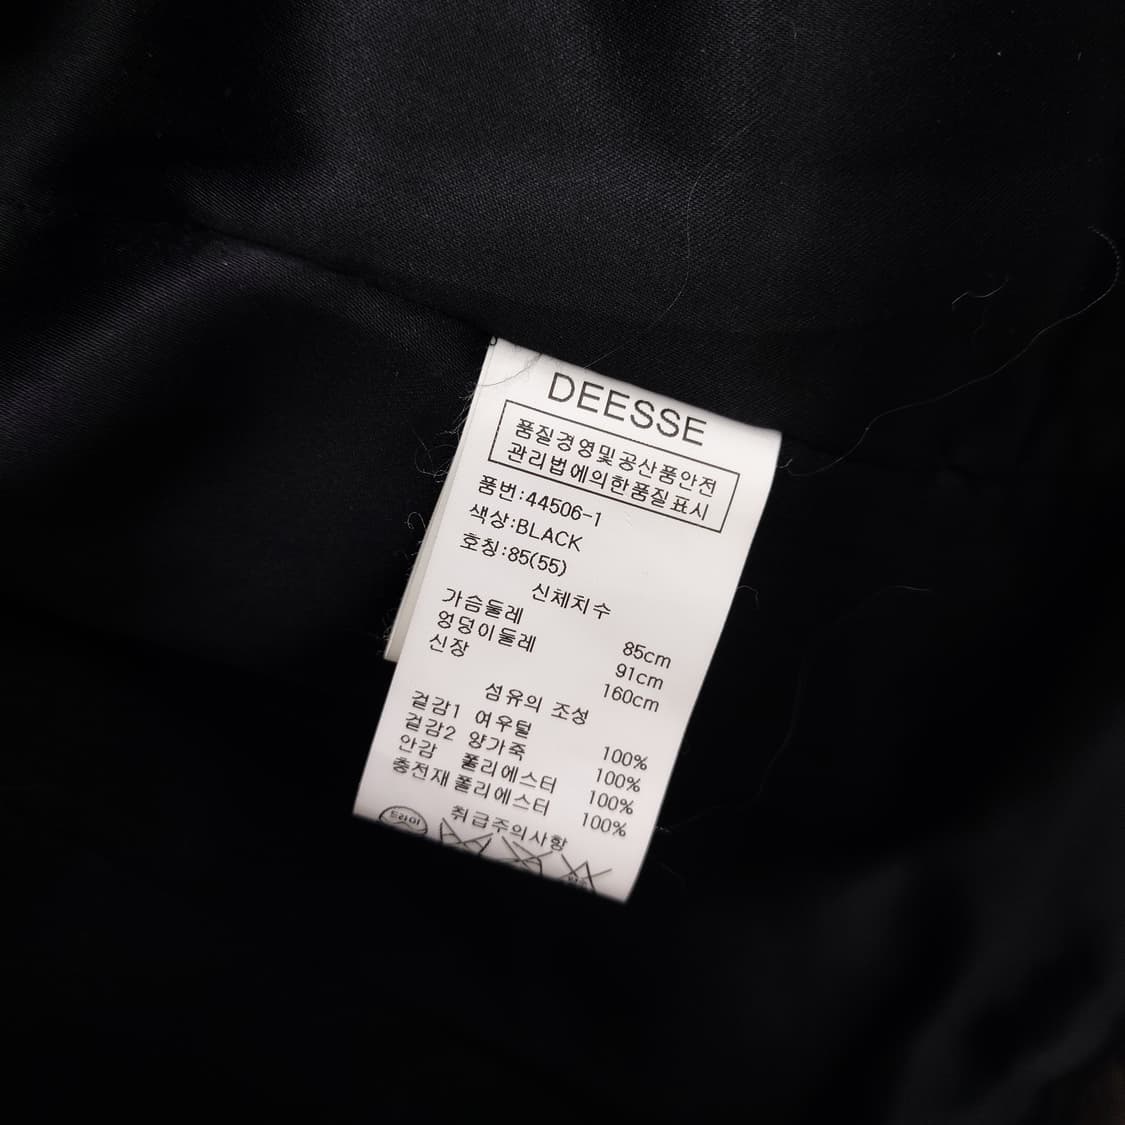 DEESSE
품질경영및공산품안전
관리법에의한품질표시
품번:44506-1
색상:BLACK
호칭:85(55)
신체치수
가슴둘레 85cm
엉덩이둘레 91cm
신장 160cm
섬유의 조성
겉감1 여우털 100%
겉감2 양가죽 100%
안감 폴리에스터 100%
충전재 폴리에스터 100%
취급주의사항
드라이